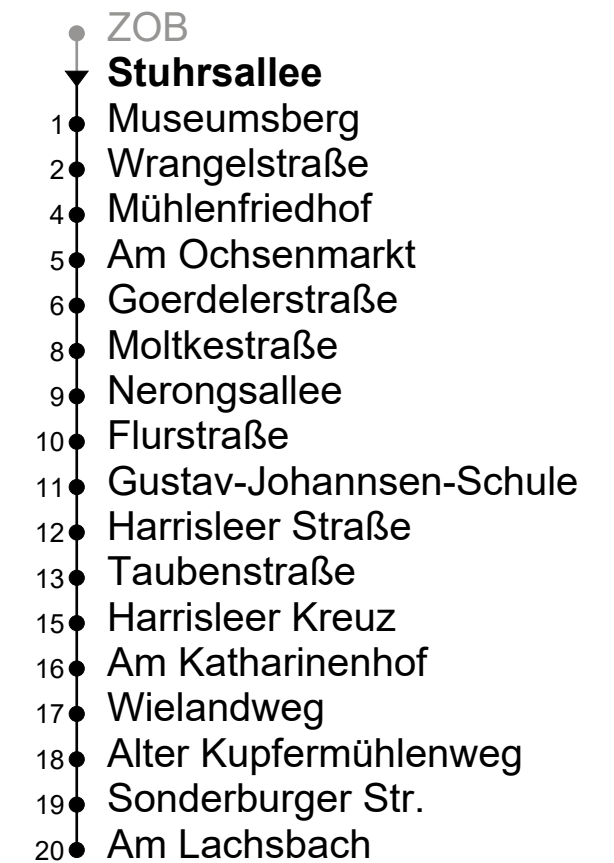 ZOB
Stuhrsallee
1 Museumsberg
2 Wrangelstraße
4 Mühlenfriedhof
5 Am Ochsenmarkt
6 Goerdelerstraße
8 Moltkestraße
9 Nerongsallee
10 Flurstraße
11 Gustav-Johannsen-Schule
12 Harrisleer Straße
13 Taubenstraße
15 Harrisleer Kreuz
16 Am Katharinenhof
17 Wielandweg
18 Alter Kupfermühlenweg
19 Sonderburger Str.
20 Am Lachsbach